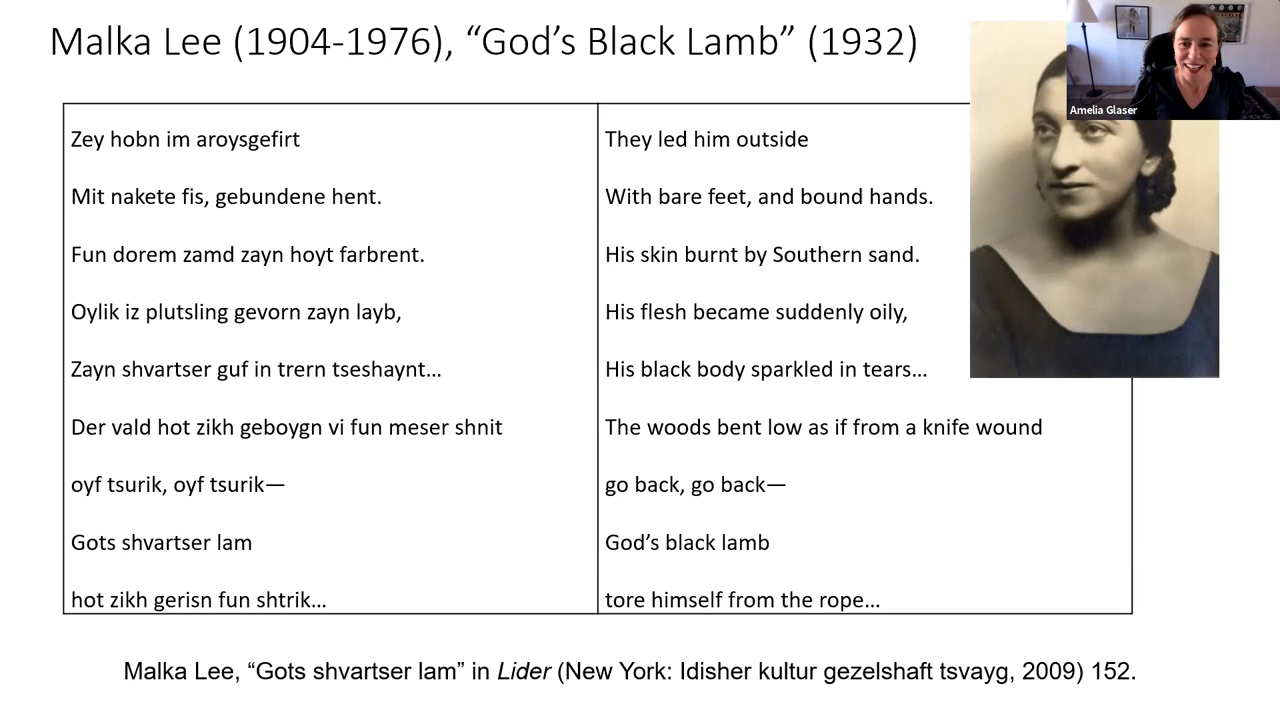 Malka Lee (1904-1976), “God’s Black Lamb” (1932)
Amelia Glaser
Zey hobn im aroysgefirt
Mit nakete fis, gebundene hent.
Fun dorem zamd zayn hoyt farbrent.
Oylik iz plutsling gevorn zayn layb,
Zayn shvartser guf in trern tseshaynt…
Der vald hot zikh geboygn vi fun meser shnit
oyf tsurik, oyf tsurik—
Gots shvartser lam
hot zikh gerisn fun shtrik…
They led him outside
With bare feet, and bound hands.
His skin burnt by Southern sand.
His flesh became suddenly oily,
His black body sparkled in tears…
The woods bent low as if from a knife wound
go back, go back—
God’s black lamb
tore himself from the rope…
Malka Lee, “Gots shvartser lam” in Lider (New York: Idisher kultur gezelshaft tsvayg, 2009) 152.